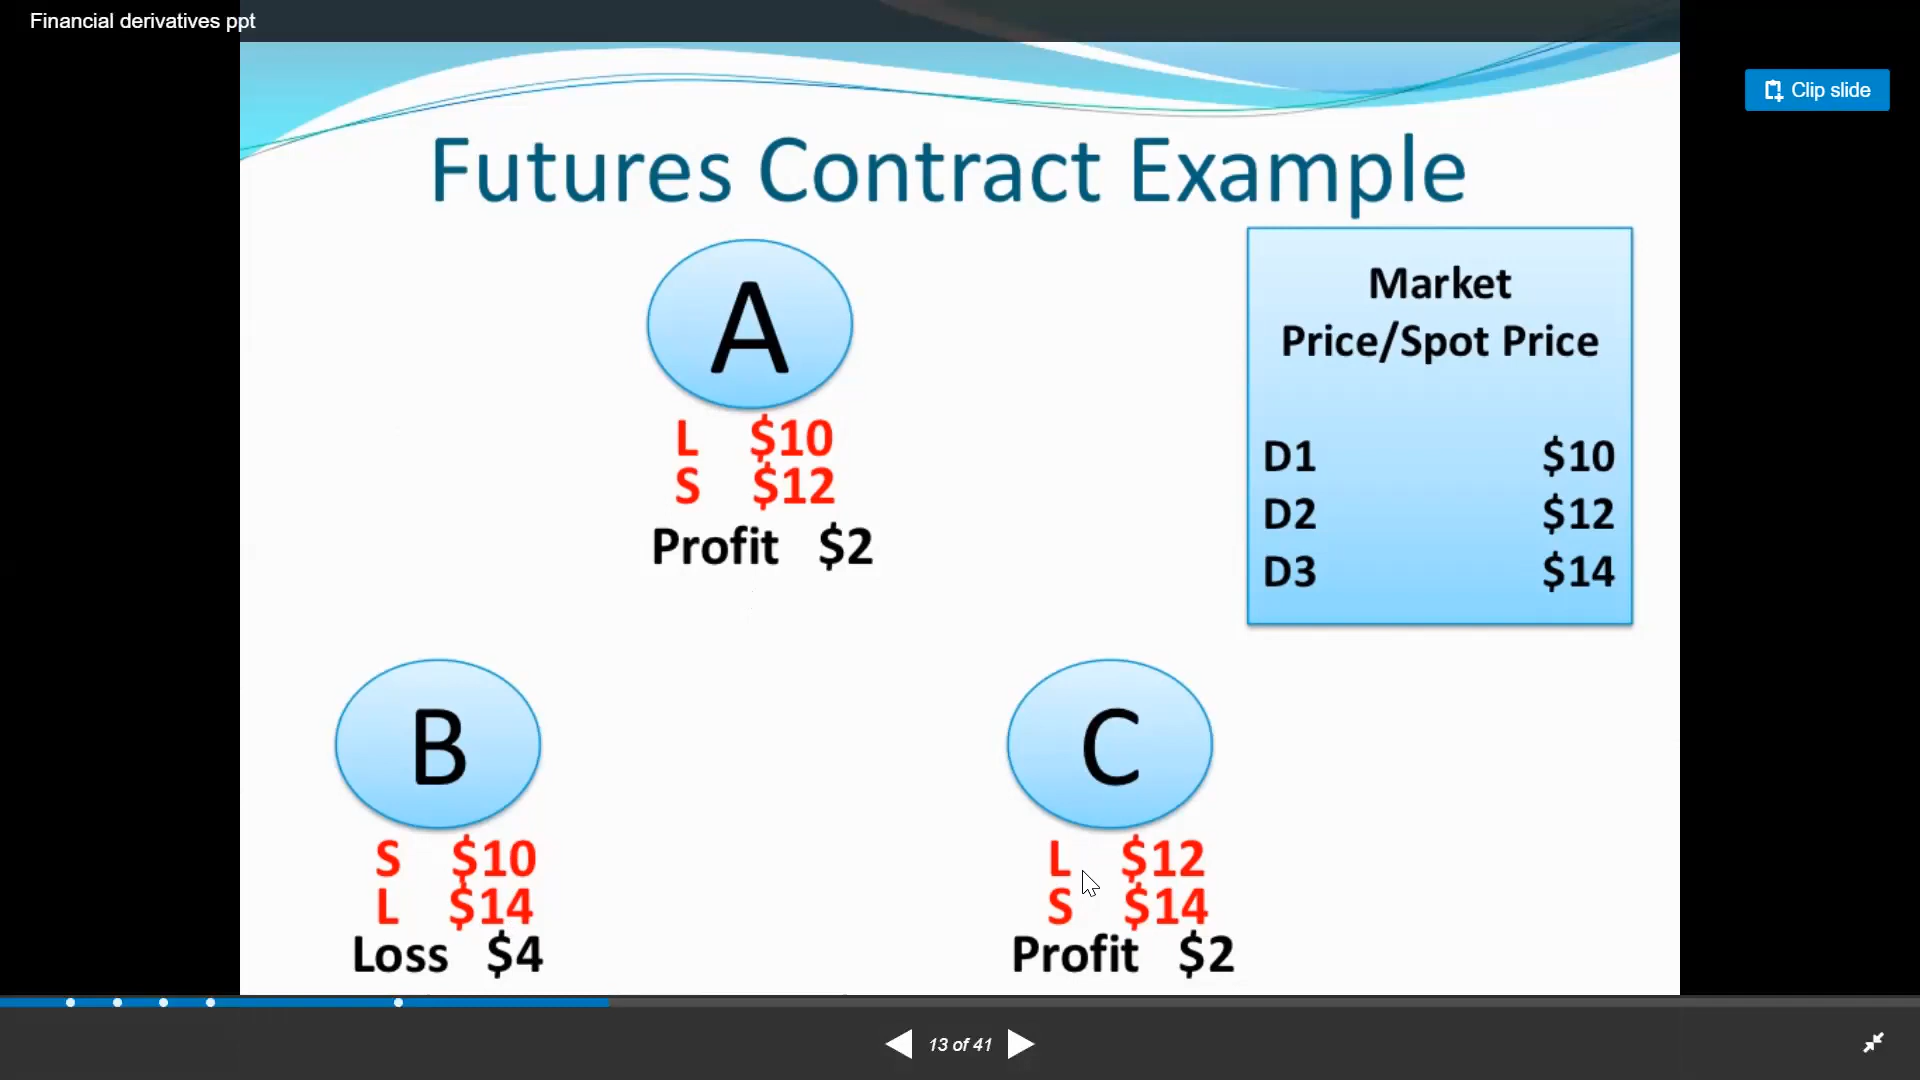 Financial derivatives ppt
Clip slide
Futures Contract Example
A
L $10
S $12
Profit $2
Market
Price/Spot Price
D1 $10
D2 $12
D3 $14
B
S $10
L $14
Loss $4
C
L $12
S $14
Profit $2
13 of 41